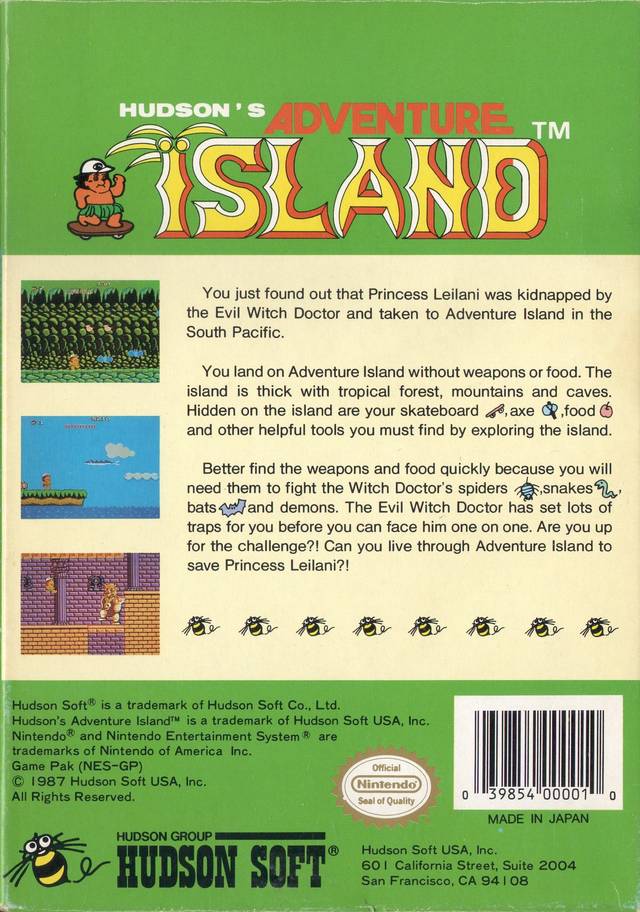 HUDSON'S ADVENTURE ™
ISLAND
You just found out that Princess Leilani was kidnapped by
the Evil Witch Doctor and taken to Adventure Island in the
South Pacific.
You land on Adventure Island without weapons or food. The
island is thick with tropical forest, mountains and caves.
Hidden on the island are your skateboard ,axe ,food
and other helpful tools you must find by exploring the island.
Better find the weapons and food quickly because you will
need them to fight the Witch Doctor's spiders ,snakes ,
bats and demons. The Evil Witch Doctor has set lots of
traps for you before you can face him one on one. Are you up
for the challenge?! Can you live through Adventure Island to
save Princess Leilani?!
Hudson Soft® is a trademark of Hudson Soft Co., Ltd.
Hudson's Adventure Island™ is a trademark of Hudson Soft USA, Inc.
Nintendo® and Nintendo Entertainment System® are
trademarks of Nintendo of America Inc.
Game Pak (NES-GP)
© 1987 Hudson Soft USA, Inc.
All Rights Reserved.
Official
Nintendo®
Seal of Quality
0 39854 00001 0
MADE IN JAPAN
HUDSON GROUP
HUDSON SOFT®
Hudson Soft USA, Inc.
601 California Street, Suite 2004
San Francisco, CA 94108